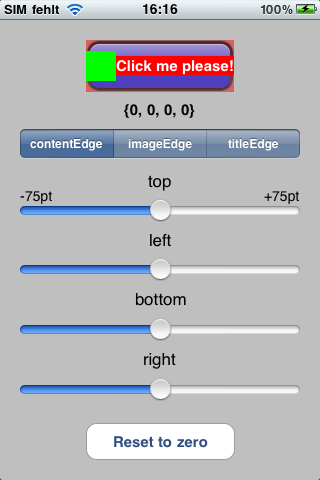 SIM fehlt 16:16 100%
Click me please!
{0, 0, 0, 0}
contentEdge imageEdge titleEdge
top
-75pt +75pt
left
bottom
right
Reset to zero